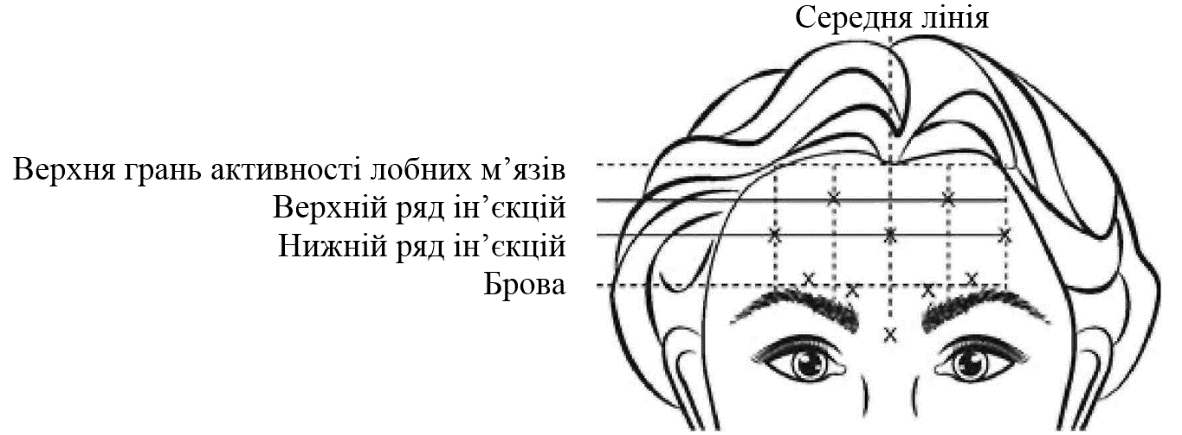 Середня лінія
Верхня грань активності лобних м’язів
Верхній ряд ін’єкцій
Нижній ряд ін’єкцій
Брова